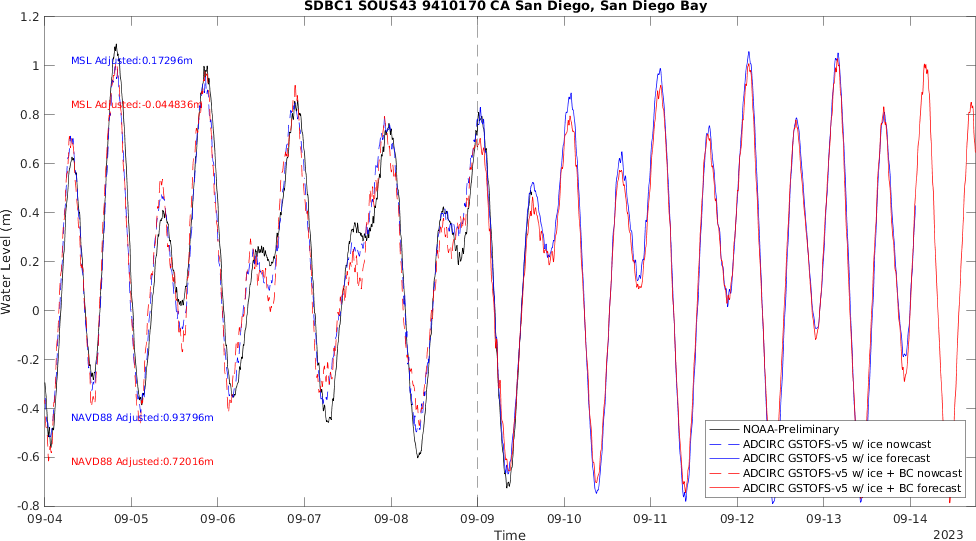 SDBC1 SOUS43 9410170 CA San Diego, San Diego Bay
1.2
1
0.8
0.6
0.4
0.2
0
-0.2
-0.4
-0.6
-0.8
Water Level (m)
MSL Adjusted:0.17296m
MSL Adjusted:-0.044836m
NAVD88 Adjusted:0.93796m
NAVD88 Adjusted:0.72016m
NOAA-Preliminary
ADCIRC GSTOFS-v5 w/ ice nowcast
ADCIRC GSTOFS-v5 w/ ice forecast
ADCIRC GSTOFS-v5 w/ ice + BC nowcast
ADCIRC GSTOFS-v5 w/ ice + BC forecast
09-04 09-05 09-06 09-07 09-08 09-09 09-10 09-11 09-12 09-13 09-14
Time
2023